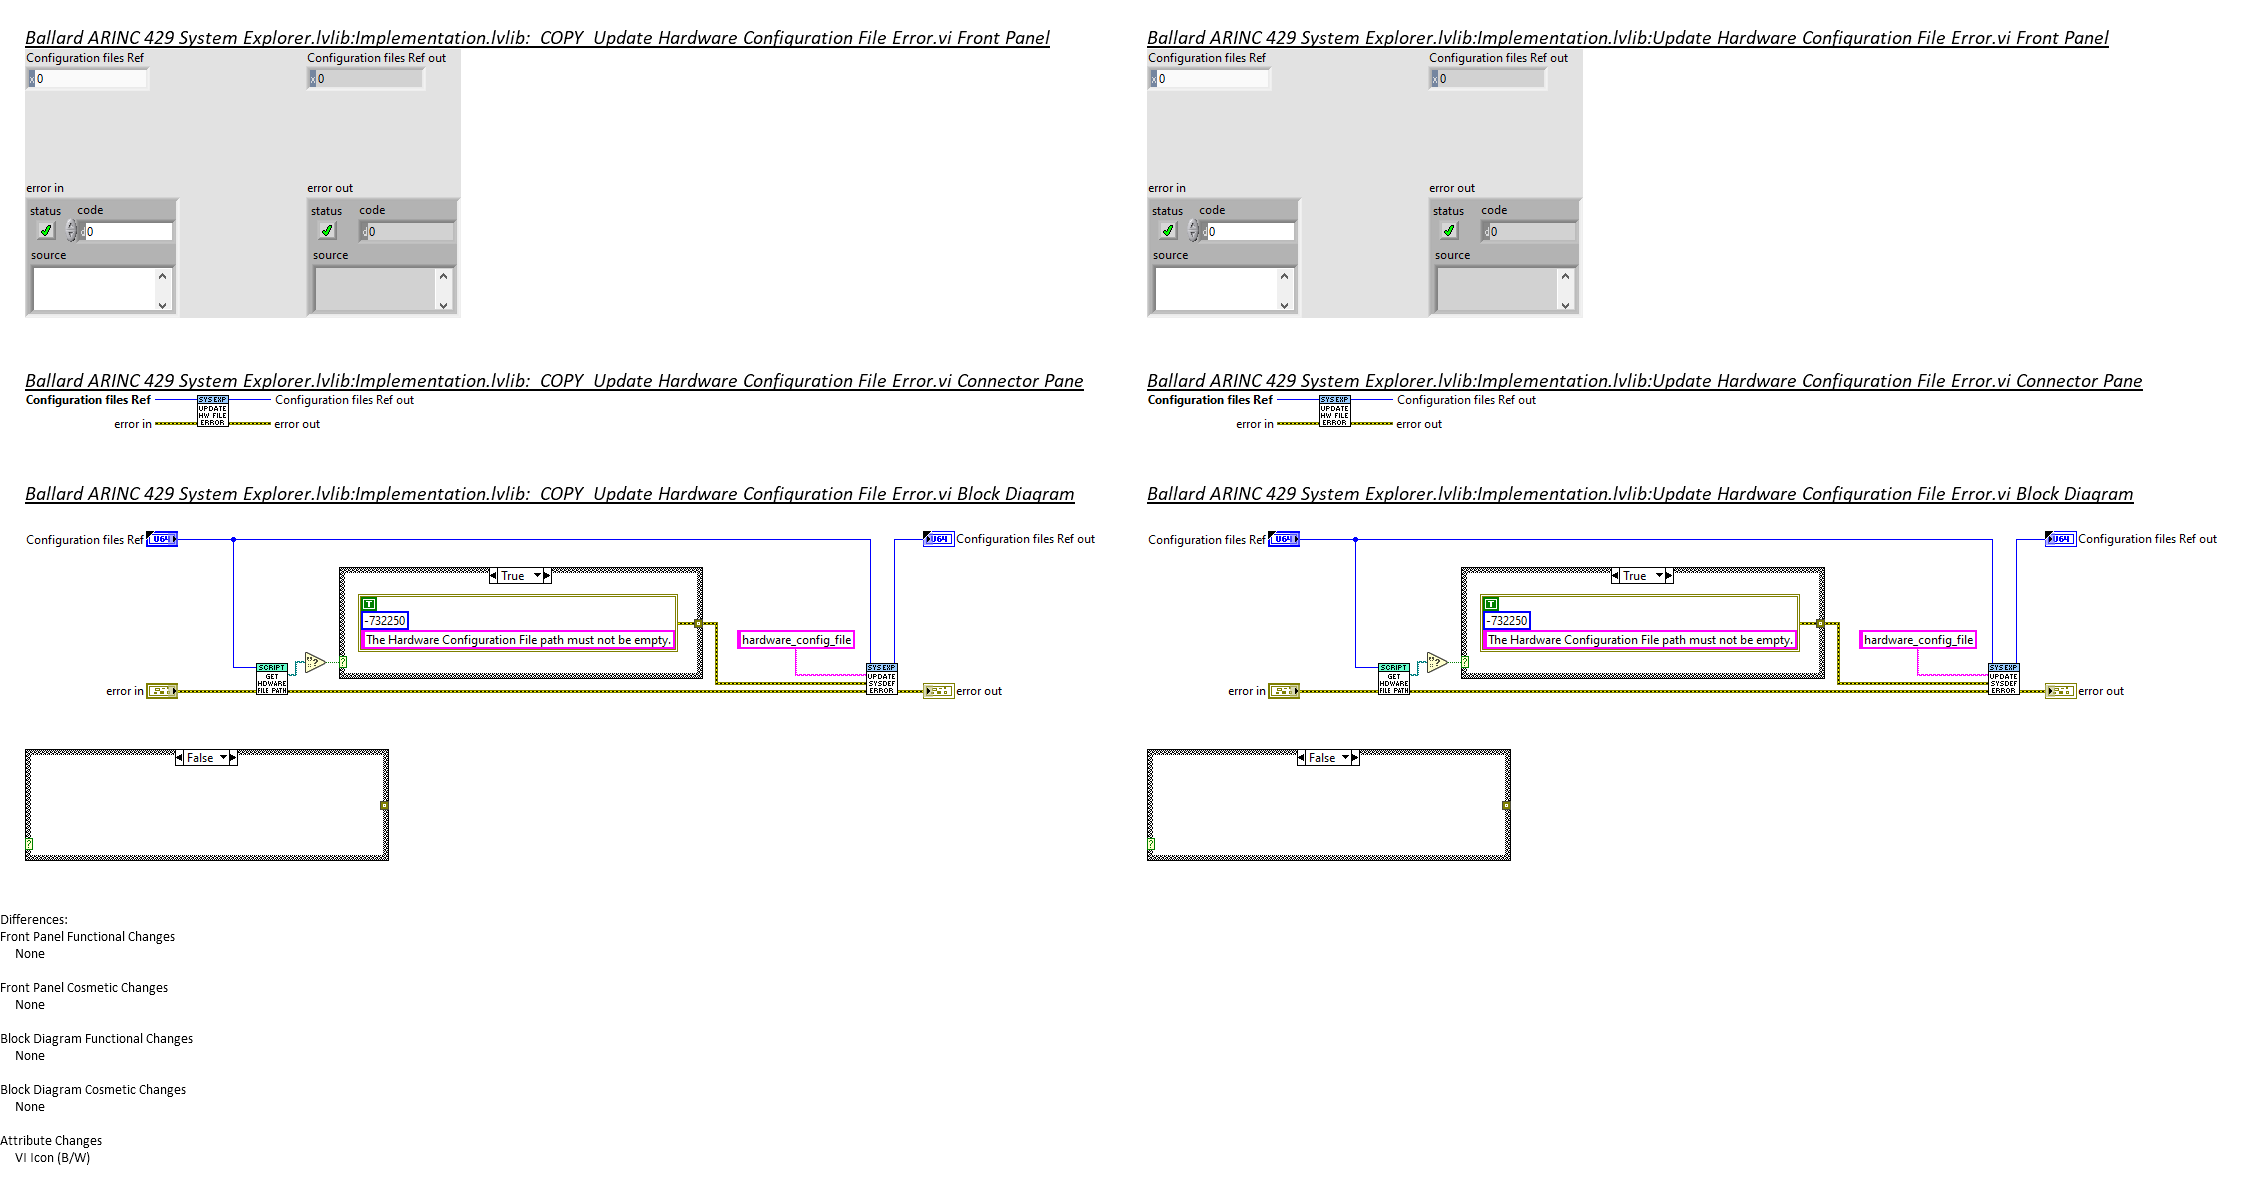 Ballard ARINC 429 System Explorer.lvlib:Implementation.lvlib:  COPY  Update Hardware Configuration File Error.vi Front Panel
Configuration files Ref
Configuration files Ref out
x 0
x 0
error in
error out
status
code
status
code
d 0
d 0
source
source
Ballard ARINC 429 System Explorer.lvlib:Implementation.lvlib:  COPY  Update Hardware Configuration File Error.vi Connector Pane
Configuration files Ref
SYS EXP
UPDATE
HW FILE
ERROR
Configuration files Ref out
error in
error out
Ballard ARINC 429 System Explorer.lvlib:Implementation.lvlib:  COPY  Update Hardware Configuration File Error.vi Block Diagram
Configuration files Ref
U64
U64
Configuration files Ref out
True
T
-732250
The Hardware Configuration File path must not be empty.
hardware_config_file
?
?
SCRIPT
GET
HDWARE
FILE PATH
SYS EXP
UPDATE
SYSDEF
ERROR
error in
error out
False
?
Ballard ARINC 429 System Explorer.lvlib:Implementation.lvlib:Update Hardware Configuration File Error.vi Front Panel
Configuration files Ref
Configuration files Ref out
x 0
x 0
error in
error out
status
code
status
code
d 0
d 0
source
source
Ballard ARINC 429 System Explorer.lvlib:Implementation.lvlib:Update Hardware Configuration File Error.vi Connector Pane
Configuration files Ref
SYS EXP
UPDATE
HW FILE
ERROR
Configuration files Ref out
error in
error out
Ballard ARINC 429 System Explorer.lvlib:Implementation.lvlib:Update Hardware Configuration File Error.vi Block Diagram
Configuration files Ref
U64
U64
Configuration files Ref out
True
T
-732250
The Hardware Configuration File path must not be empty.
hardware_config_file
?
?
SCRIPT
GET
HDWARE
FILE PATH
SYS EXP
UPDATE
SYSDEF
ERROR
error in
error out
False
?
Differences:
Front Panel Functional Changes
None
Front Panel Cosmetic Changes
None
Block Diagram Functional Changes
None
Block Diagram Cosmetic Changes
None
Attribute Changes
VI Icon (B/W)